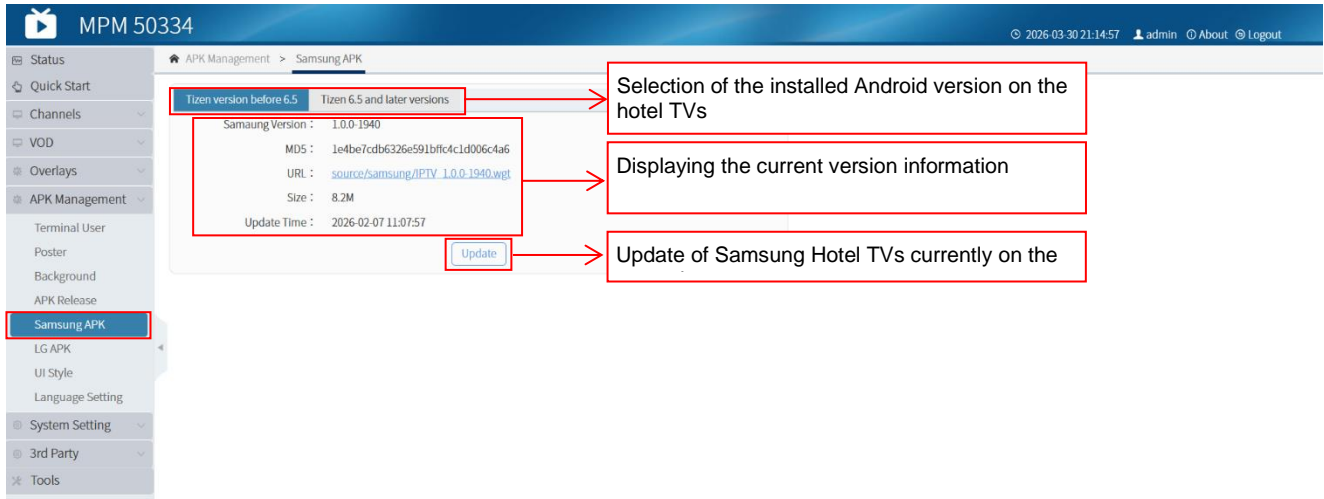 MPM 50334
2026-03-30 21:14:57 admin About Logout
Status
Quick Start
Channels
VOD
Overlays
APK Management
Terminal User
Poster
Background
APK Release
Samsung APK
LG APK
UI Style
Language Setting
System Setting
3rd Party
Tools
APK Management > Samsung APK
Tizen version before 6.5 Tizen 6.5 and later versions
Samaung Version : 1.0.0-1940
MD5 : 1e4be7cdb6326e591bffc4c1d006c4a6
URL : source/samsung/IPTV_1.0.0-1940.wgt
Size : 8.2M
Update Time : 2026-02-07 11:07:57
Update
Selection of the installed Android version on the
hotel TVs
Displaying the current version information
Update of Samsung Hotel TVs currently on the